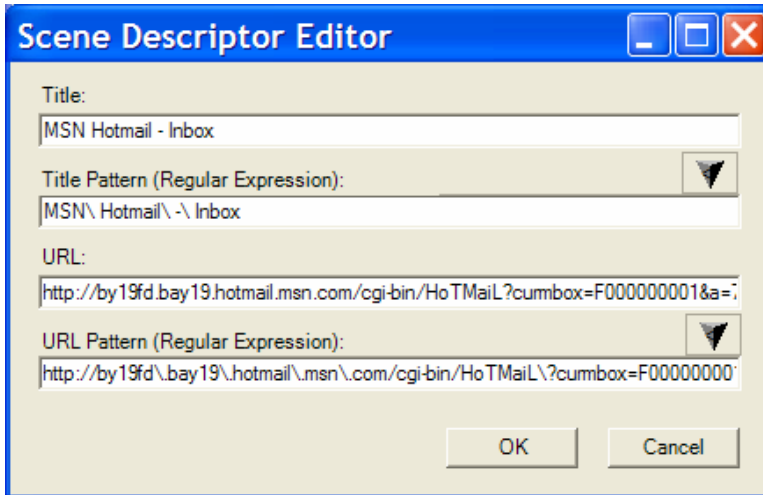 Scene Descriptor Editor
Title:
MSN Hotmail - Inbox
Title Pattern (Regular Expression):
MSN\ Hotmail\ -\ Inbox
URL:
http://by19fd.bay19.hotmail.msn.com/cgi-bin/HoTMaiL?curmbox=F000000001&a=
URL Pattern (Regular Expression):
http://by19fd\.bay19\.hotmail\.msn\.com/cgi-bin/HoTMaiL\?curmbox=F00000000
OK Cancel